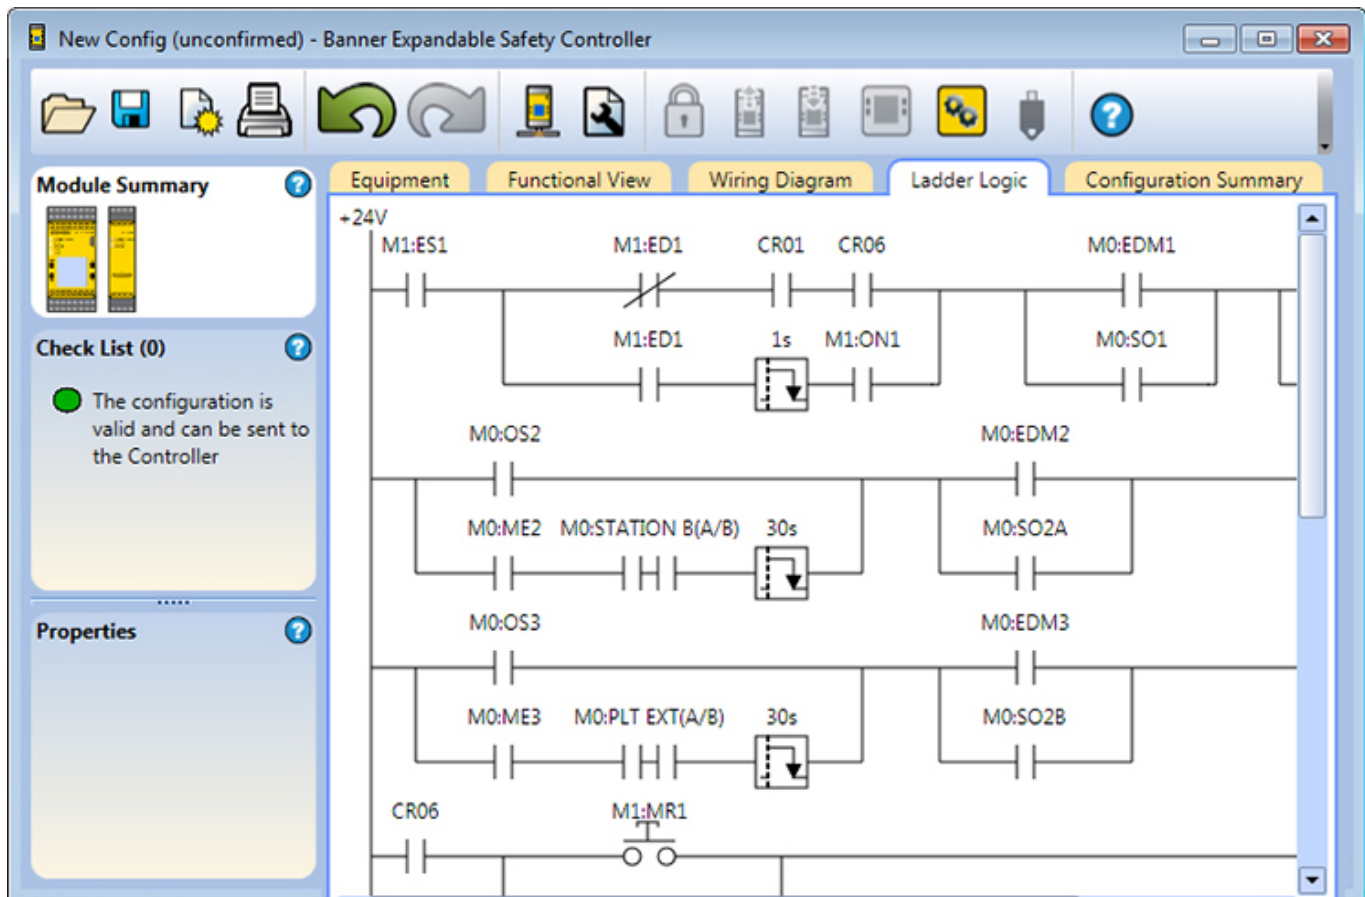 New Config (unconfirmed) - Banner Expandable Safety Controller
Module Summary
Check List (0)
The configuration is
valid and can be sent to
the Controller
Properties
Equipment
Functional View
Wiring Diagram
Ladder Logic
Configuration Summary
+24V
M1:ES1 M1:ED1 CR01 CR06 M0:EDM1
M1:ED1 1s M1:ON1 M0:SO1
M0:OS2 M0:EDM2
M0:ME2 M0:STATION B(A/B) 30s M0:SO2A
M0:OS3 M0:EDM3
M0:ME3 M0:PLT EXT(A/B) 30s M0:SO2B
CR06 M1:MR1